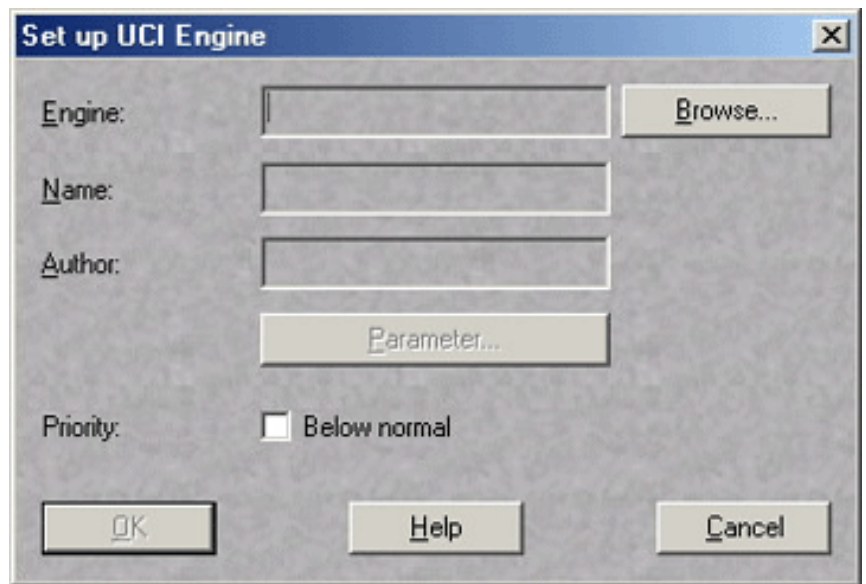 Set up UCI Engine
Engine:
Browse...
Name:
Author:
Parameter...
Priority:
Below normal
OK
Help
Cancel